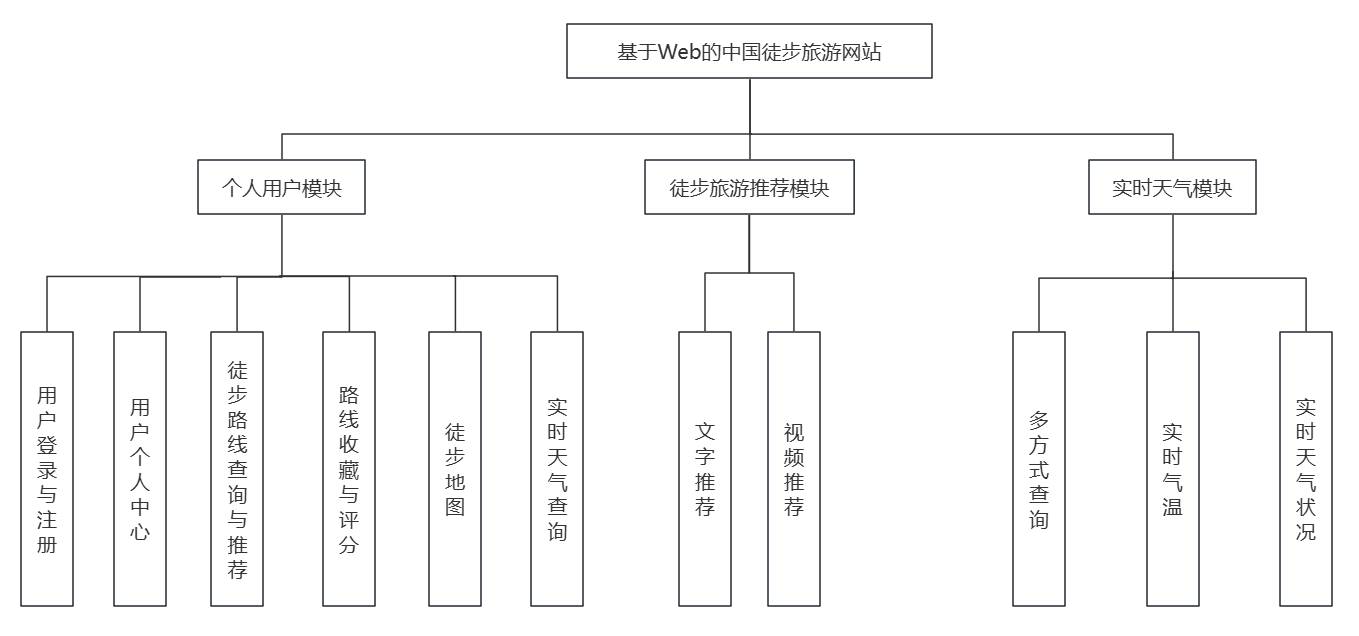 基于Web的中国徒步旅游网站
个人用户模块
徒步旅游推荐模块
实时天气模块
用户登录与注册
用户个人中心
徒步路线查询与推荐
路线收藏与评分
徒步地图
实时天气查询
文字推荐
视频推荐
多方式查询
实时气温
实时天气状况